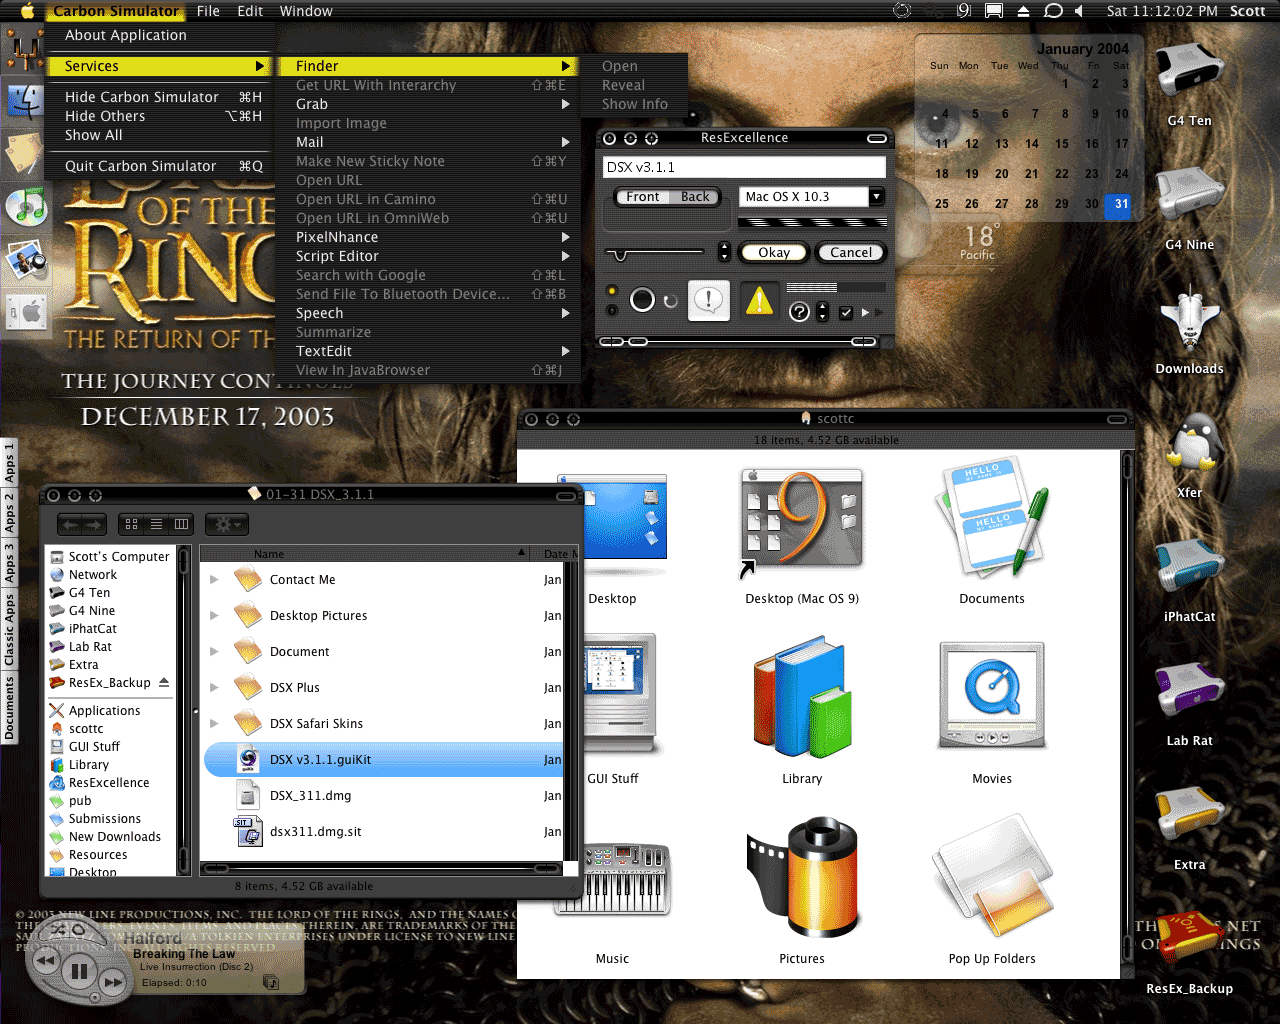 Carbon Simulator File Edit Window
9 Sat 11:12:02 PM Scott
About Application
Services
Hide Carbon Simulator ⌘H
Hide Others ⌥⌘H
Show All
Quit Carbon Simulator ⌘Q
Finder
Get URL With Interarchy ⇧⌘E
Grab
Import Image
Mail
Make New Sticky Note ⇧⌘Y
Open URL
Open URL in Camino ⇧⌘U
Open URL in OmniWeb ⇧⌘U
PixelNhance
Script Editor
Search with Google ⇧⌘L
Send File To Bluetooth Device... ⇧⌘B
Speech
Summarize
TextEdit
View In JavaBrowser ⇧⌘J
Open
Reveal
Show Info
ResExcellence
DSX v3.1.1
Front Back
Mac OS X 10.3
Okay Cancel
January 2004
Sun Mon Tue Wed Thu Fri Sat
1 2 3
4 5 6 7 8 9 10
11 12 13 14 15 16 17
18 19 20 21 22 23 24
25 26 27 28 29 30 31
18°
Pacific
G4 Ten
G4 Nine
Downloads
Xfer
iPhatCat
Lab Rat
Extra
ResEx_Backup
OF THE
RING
THE RETURN OF TH
THE JOURNEY CONTINUES
DECEMBER 17, 2003
Apps 1
Apps 2
Apps 3
Classic Apps
Documents
01-31 DSX_3.1.1
Scott's Computer
Network
G4 Ten
G4 Nine
iPhatCat
Lab Rat
Extra
ResEx_Backup
Applications
scottc
GUI Stuff
Library
ResExcellence
pub
Submissions
New Downloads
Resources
Desktop
Name Date M
Contact Me Jan
Desktop Pictures Jan
Document Jan
DSX Plus Jan
DSX Safari Skins Jan
DSX v3.1.1.guiKit Jan
DSX_311.dmg Jan
dsx311.dmg.sit Jan
8 items, 4.52 GB available
scottc
18 items, 4.52 GB available
Desktop
Desktop (Mac OS 9)
HELLO
HELLO
Documents
GUI Stuff
Library
Movies
Music
Pictures
Pop Up Folders
© 2003 NEW LINE PRODUCTIONS, INC. THE LORD OF THE RINGS, AND THE NAMES O
THEREIN, ARE TRADEMARKS OF THE
TOLKIEN ENTERPRISES UNDER LICENSE TO NEW LINE
RESERVED.
Halford
Breaking The Law
Live Insurrection (Disc 2)
Elapsed: 0:10